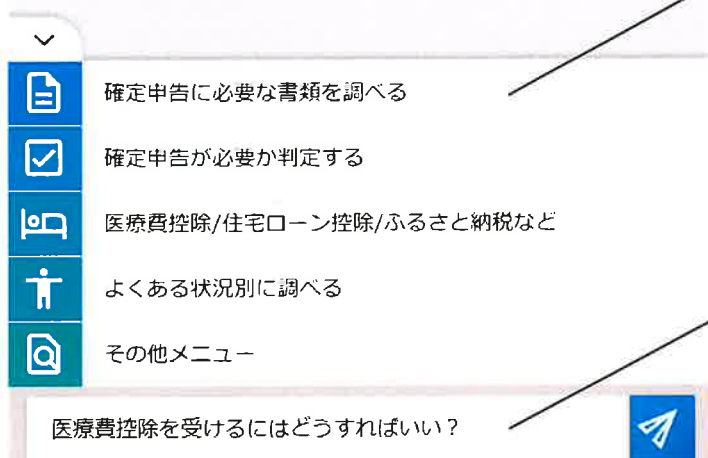 確定申告に必要な書類を調べる
確定申告が必要か判定する
医療費控除/住宅ローン控除/ふるさと納税など
よくある状況別に調べる
その他メニュー
医療費控除を受けるにはどうすればいい？